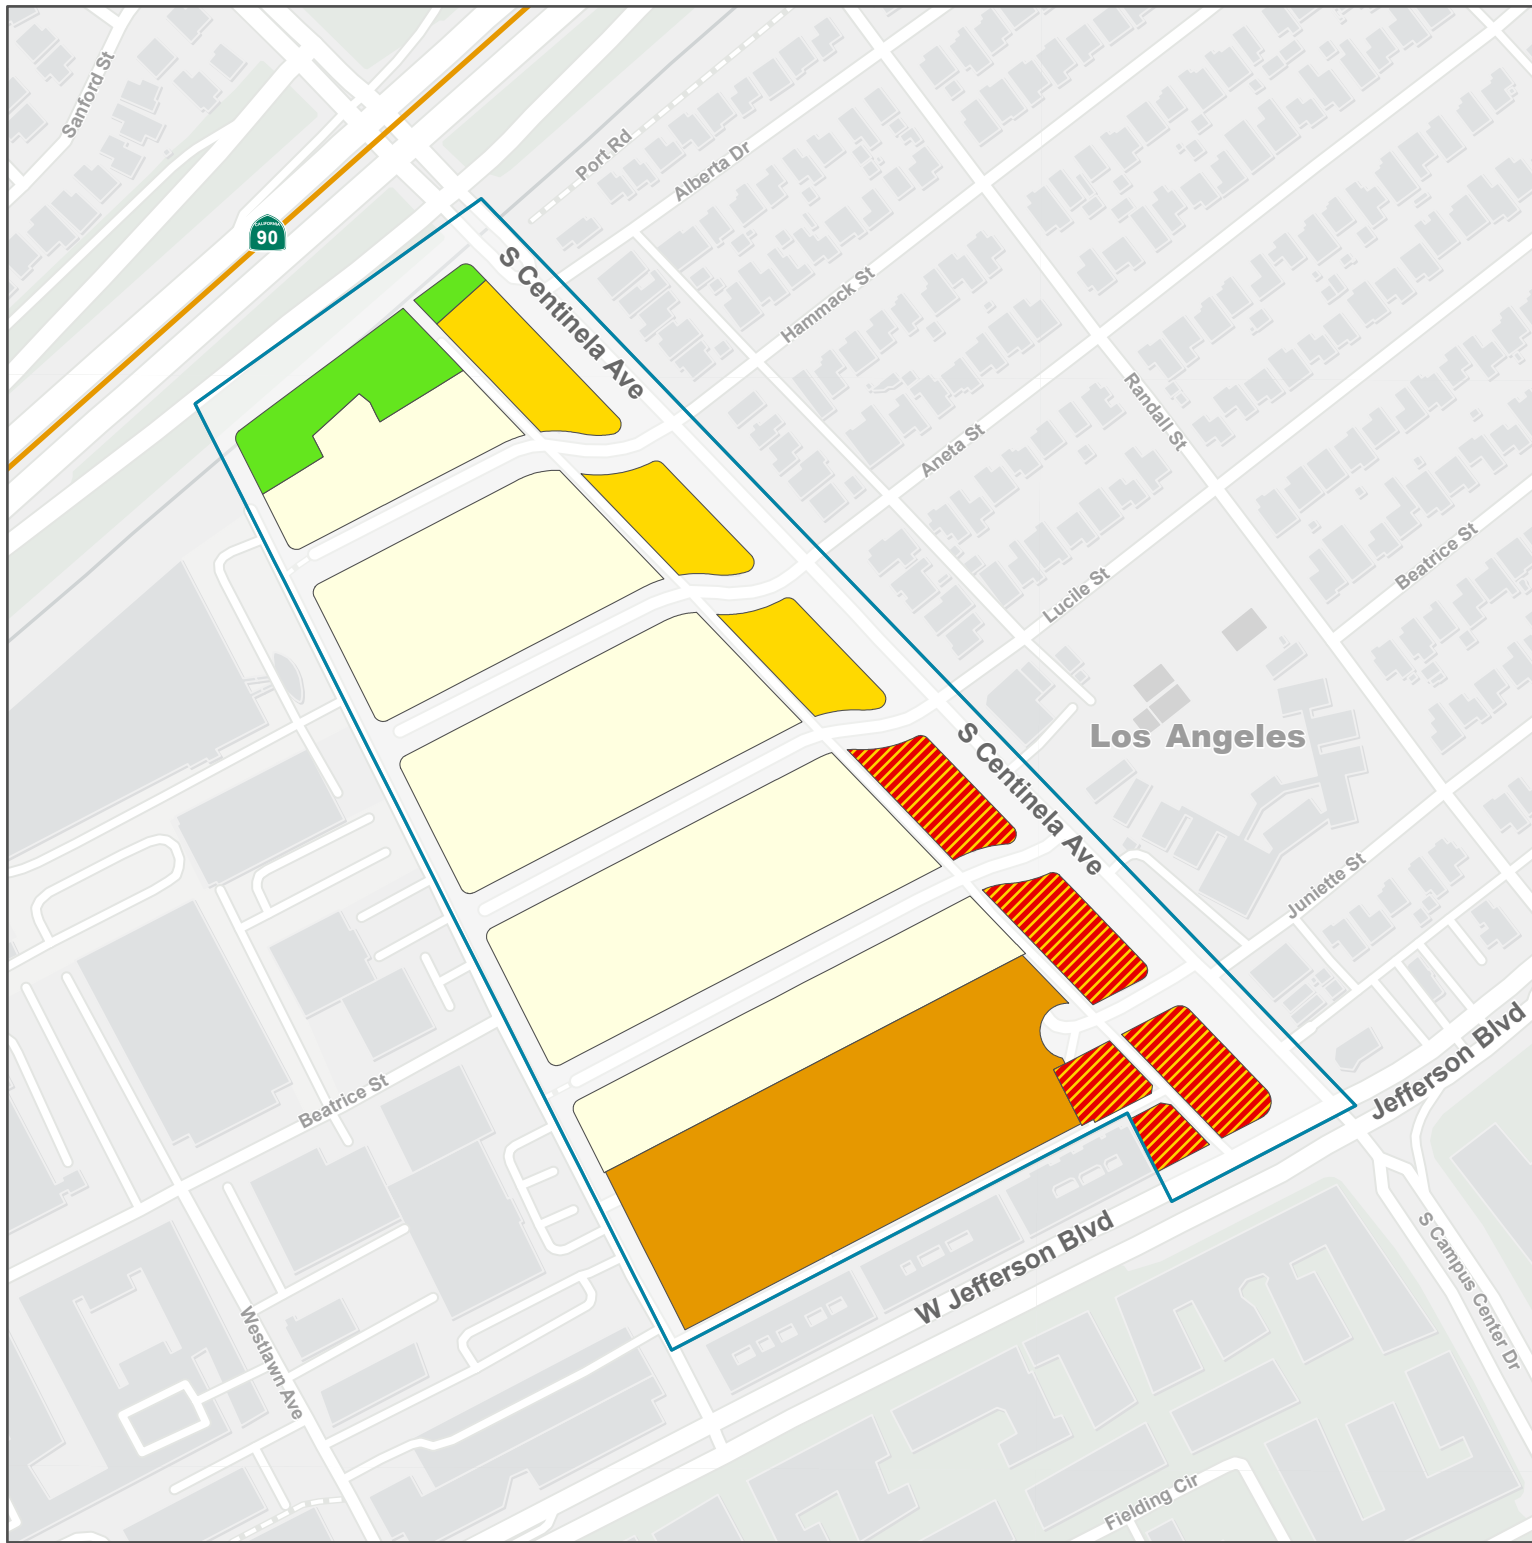 Sanford St
Port Rd
Alberta Dr
CALIFORNIA
90
S Centinela Ave
Hammack St
Randall St
Aneta St
Beatrice St
Lucile St
Los Angeles
S Centinela Ave
Juniette St
Jefferson Blvd
Beatrice St
W Jefferson Blvd
S Campus Center Dr
Westlawn Ave
Fielding Cir